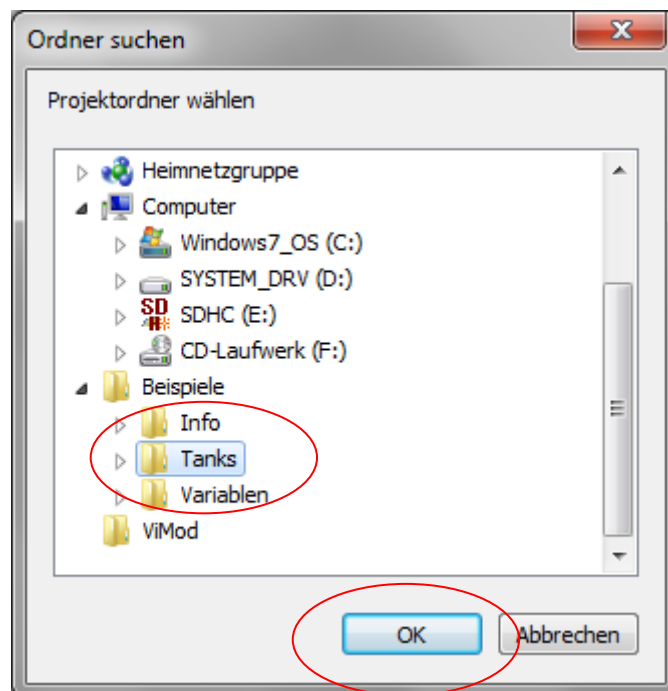 Ordner suchen
Projektordner wählen
Heimnetzgruppe
Computer
Windows7_OS (C:)
SYSTEM_DRV (D:)
SD
SDHC (E:)
CD-Laufwerk (F:)
Beispiele
Info
Tanks
Variablen
ViMod
OK Abbrechen